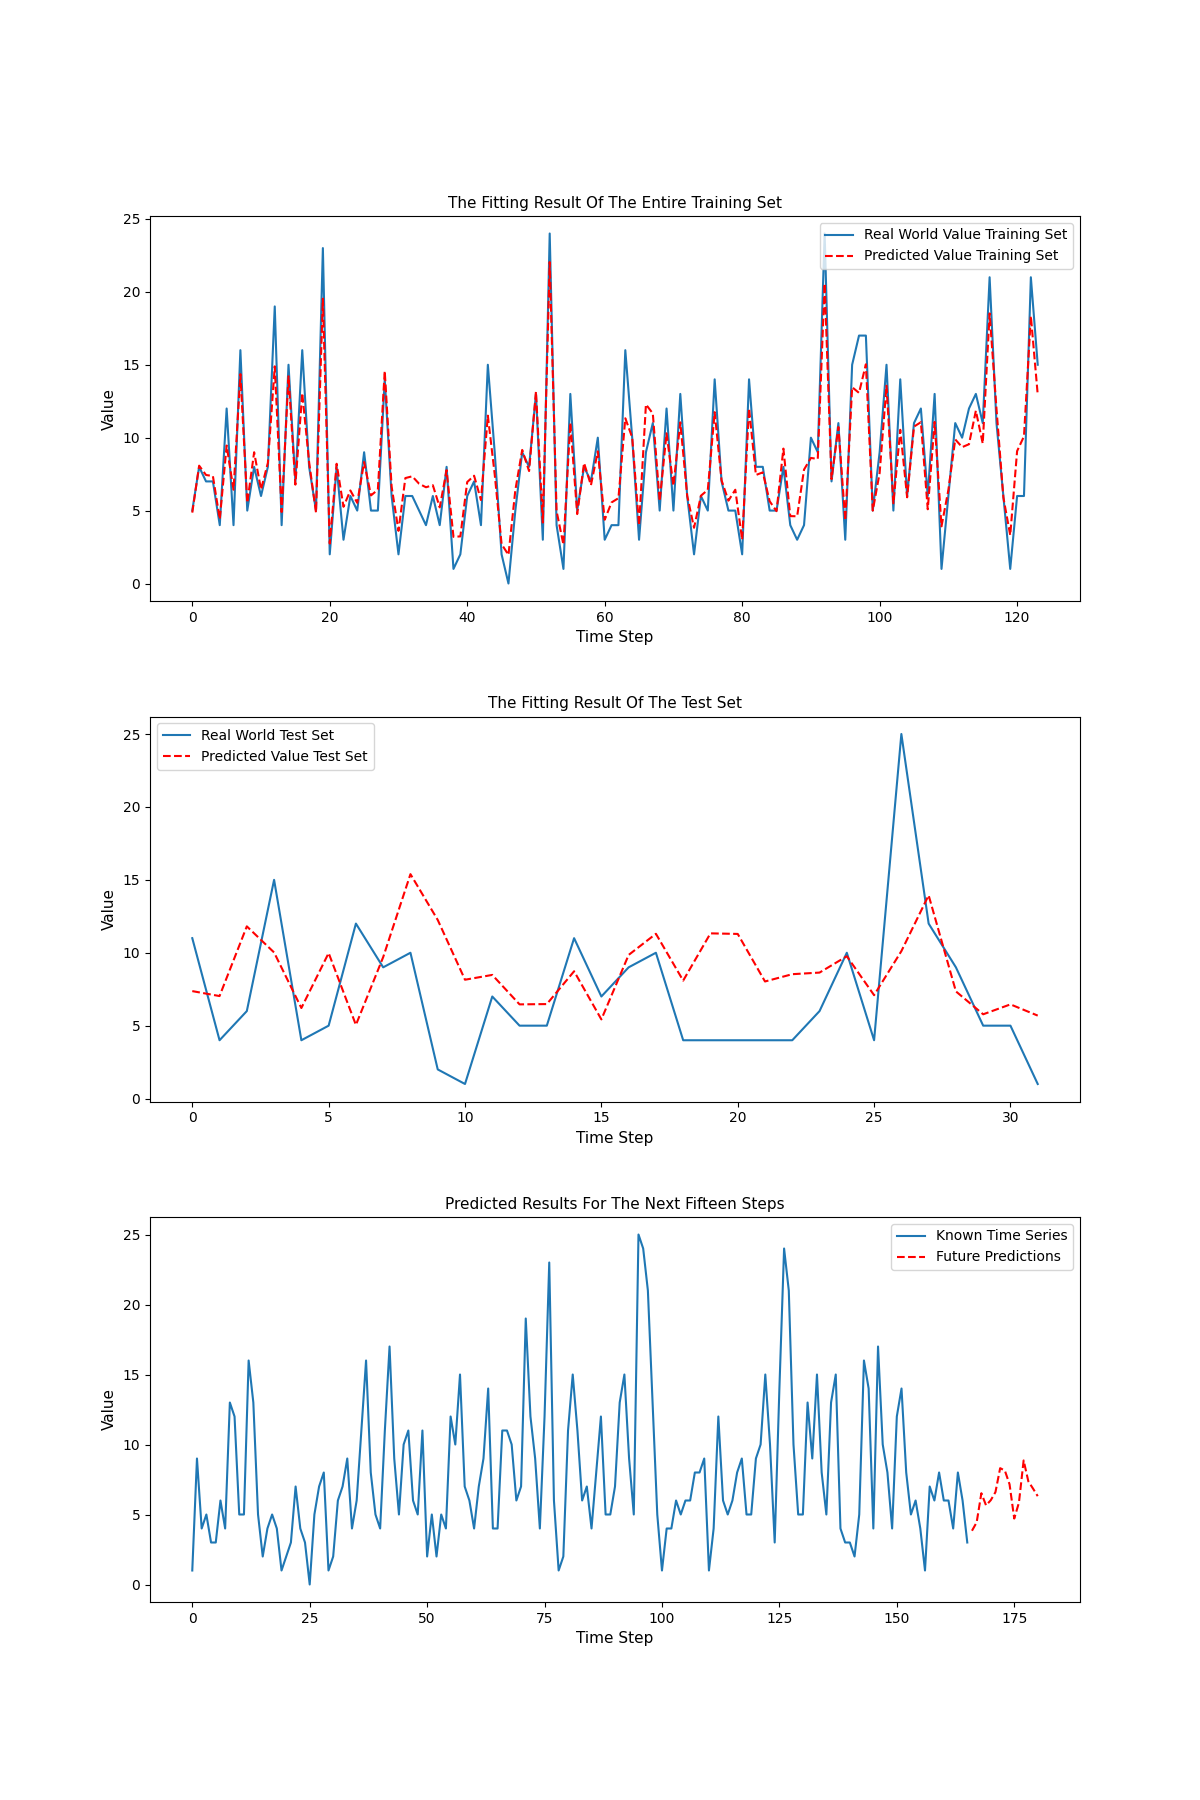 The Fitting Result Of The Entire Training Set
25
20
15
10
5
0
Value
Real World Value Training Set
Predicted Value Training Set
0 20 40 60 80 100 120
Time Step
The Fitting Result Of The Test Set
25
20
15
10
5
0
Value
Real World Test Set
Predicted Value Test Set
0 5 10 15 20 25 30
Time Step
Predicted Results For The Next Fifteen Steps
25
20
15
10
5
0
Value
Known Time Series
Future Predictions
0 25 50 75 100 125 150 175
Time Step